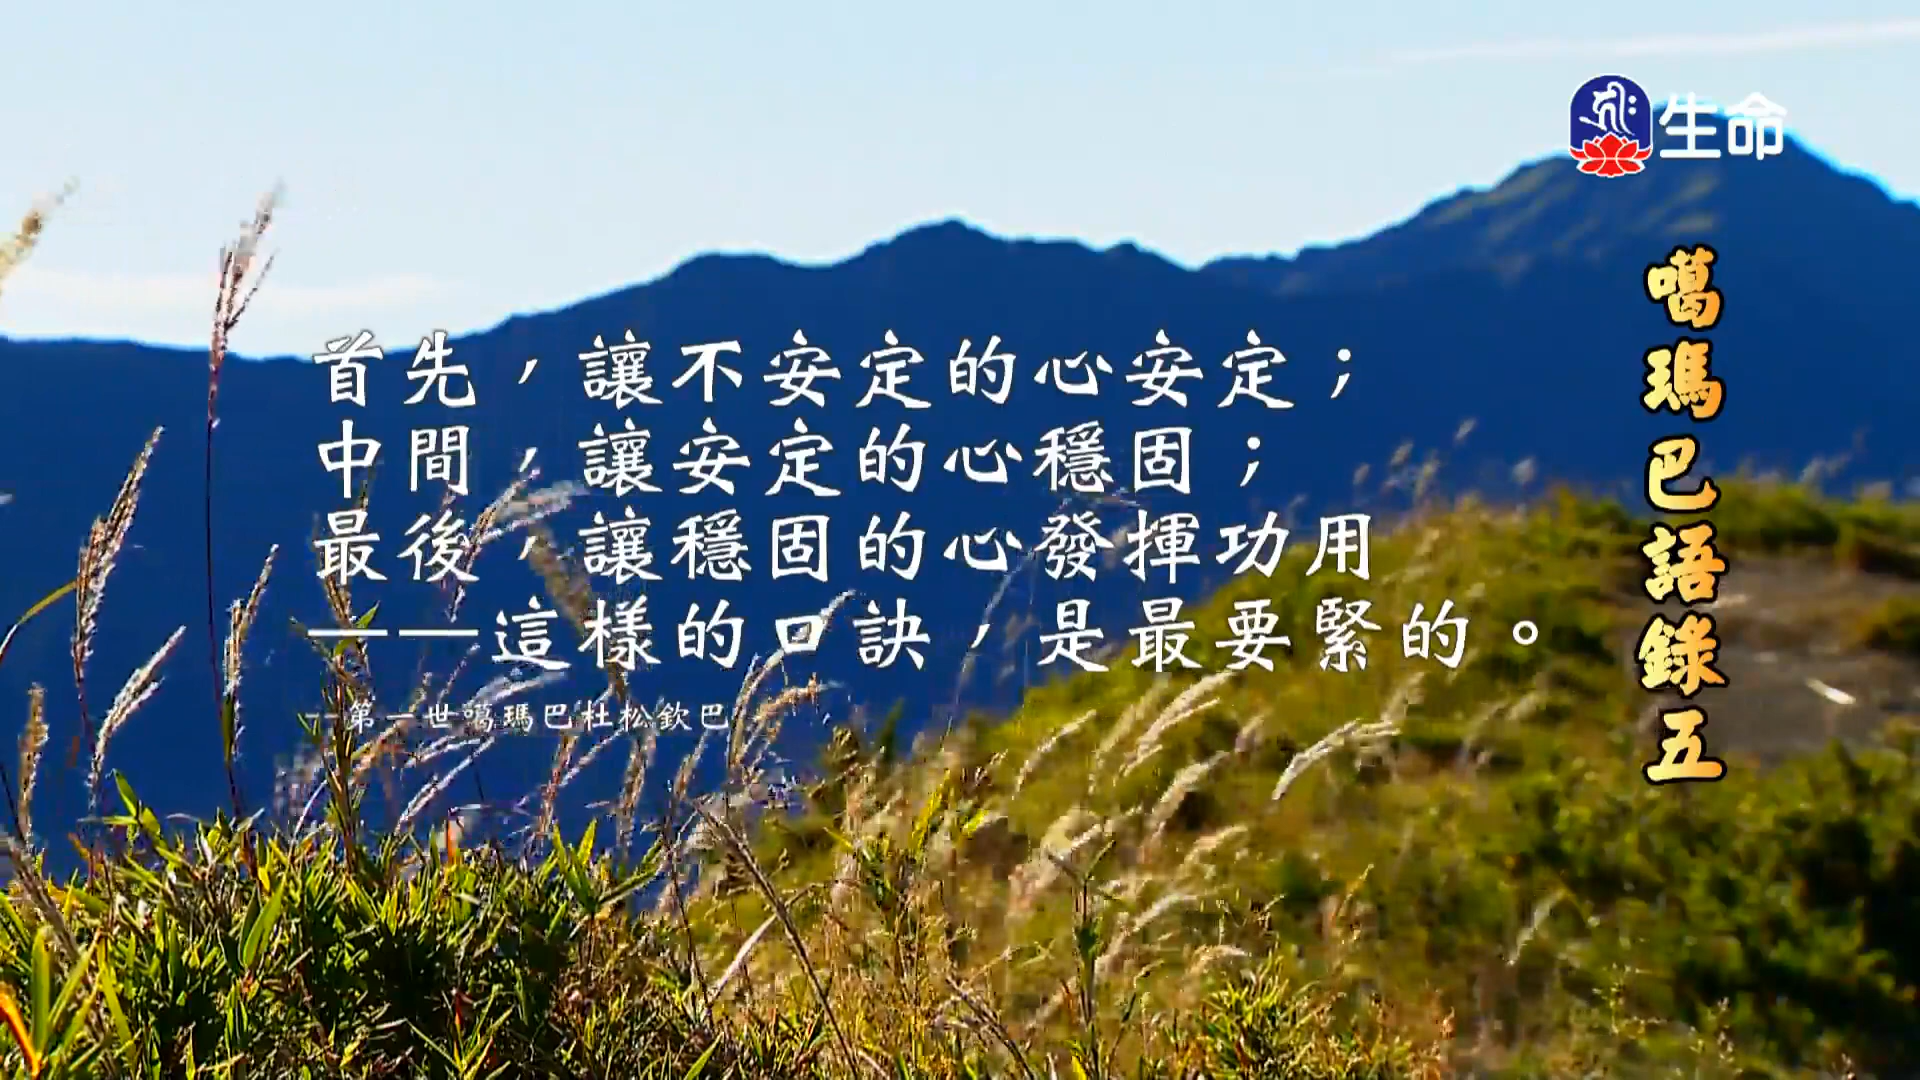 生命
噶瑪巴語錄五
首先，讓不安定的心安定；
中間，讓安定的心穩固；
最後，讓穩固的心發揮功用
——這樣的口訣，是最要緊的。
--第一世噶瑪巴杜松欽巴